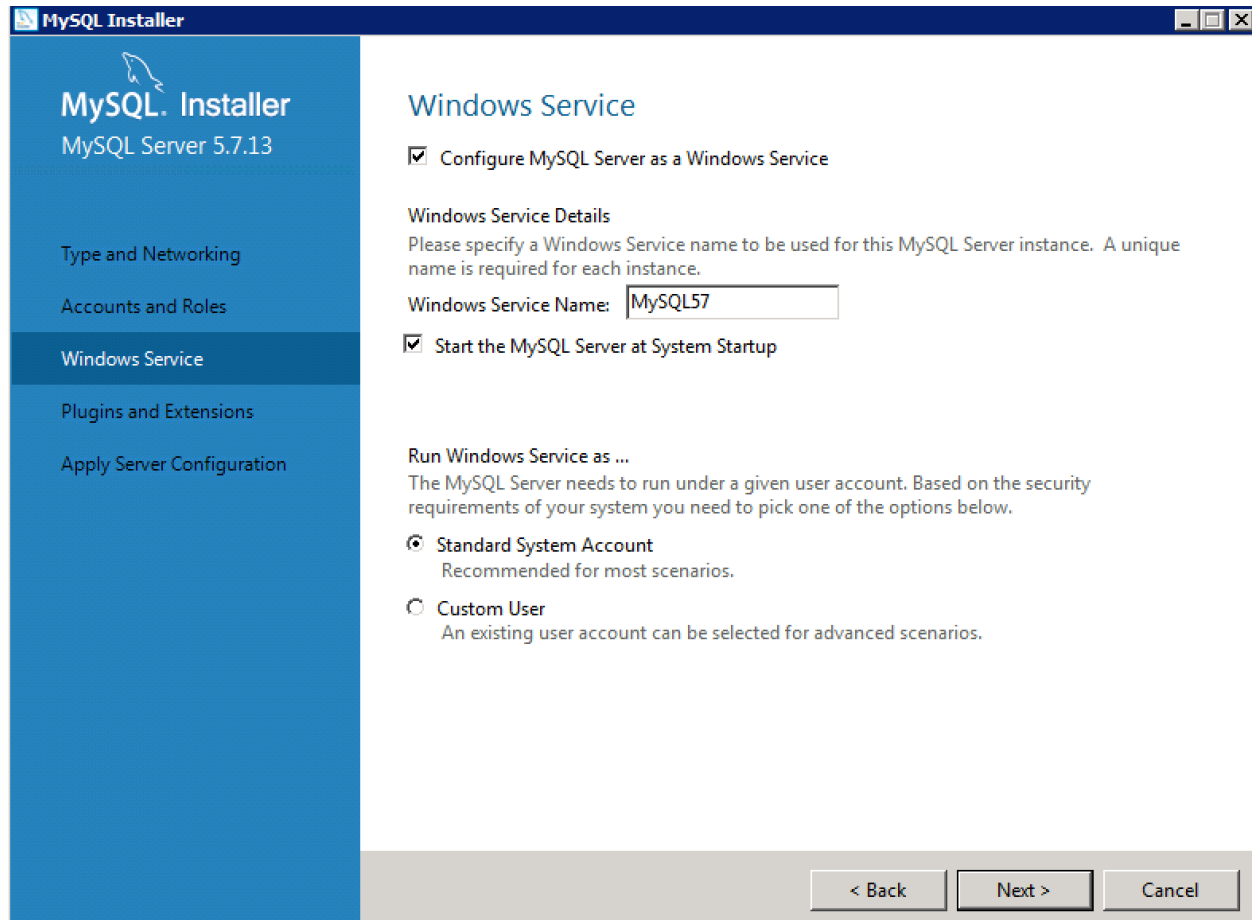 MySQL Installer
MySQL. Installer
MySQL Server 5.7.13
Type and Networking
Accounts and Roles
Windows Service
Plugins and Extensions
Apply Server Configuration
Windows Service
Configure MySQL Server as a Windows Service
Windows Service Details
Please specify a Windows Service name to be used for this MySQL Server instance.  A unique
name is required for each instance.
Windows Service Name: MySQL57
Start the MySQL Server at System Startup
Run Windows Service as ...
The MySQL Server needs to run under a given user account. Based on the security
requirements of your system you need to pick one of the options below.
Standard System Account
Recommended for most scenarios.
Custom User
An existing user account can be selected for advanced scenarios.
< Back Next > Cancel